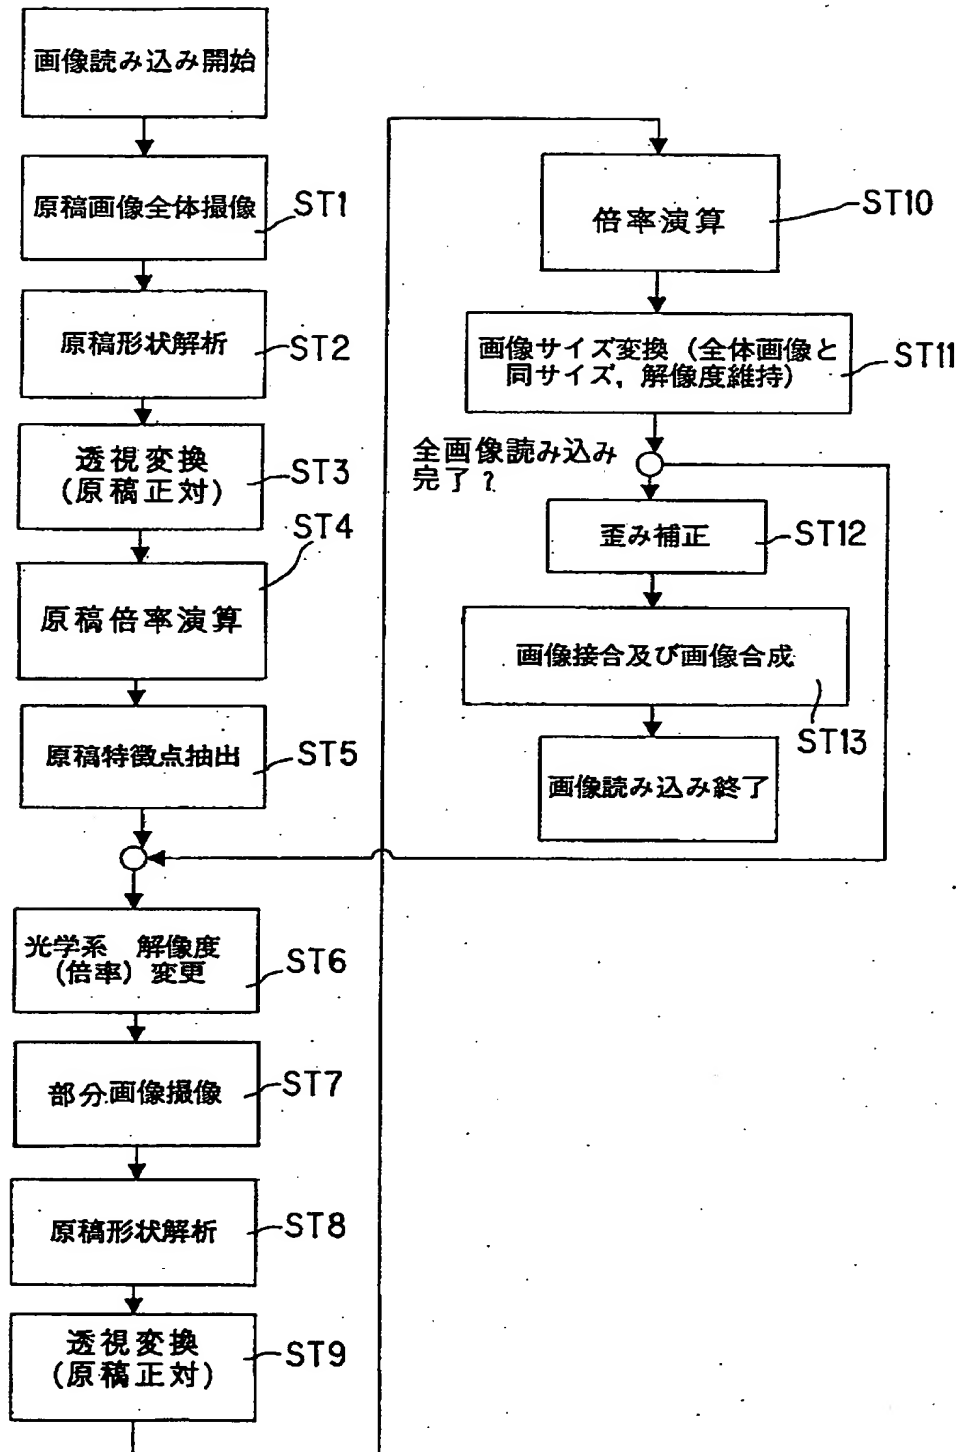 画像読み込み開始
原稿画像全体撮像
ST1
原稿形状解析
ST2
透視変換
(原稿正対)
ST3
ST4
原稿倍率演算
原稿特徴点抽出
ST5
光学系 解像度
(倍率) 変更
ST6
部分画像撮像
ST7
原稿形状解析
ST8
透視変換
(原稿正対)
ST9
倍率演算
ST10
画像サイズ変換 (全体画像と
同サイズ, 解像度維持)
ST11
全画像読み込み
完了?
歪み補正
ST12
画像接合及び画像合成
ST13
画像読み込み終了